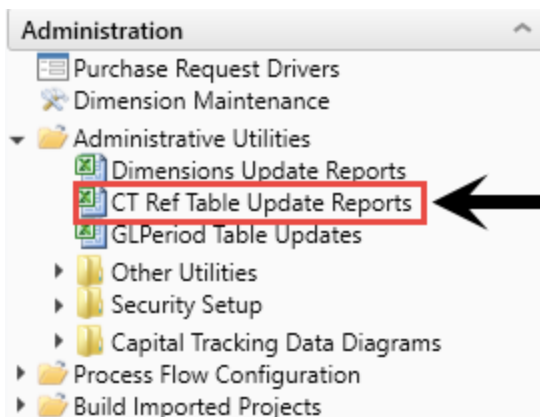 Administration
Purchase Request Drivers
Dimension Maintenance
Administrative Utilities
Dimensions Update Reports
CT Ref Table Update Reports
GLPeriod Table Updates
Other Utilities
Security Setup
Capital Tracking Data Diagrams
Process Flow Configuration
Build Imported Projects